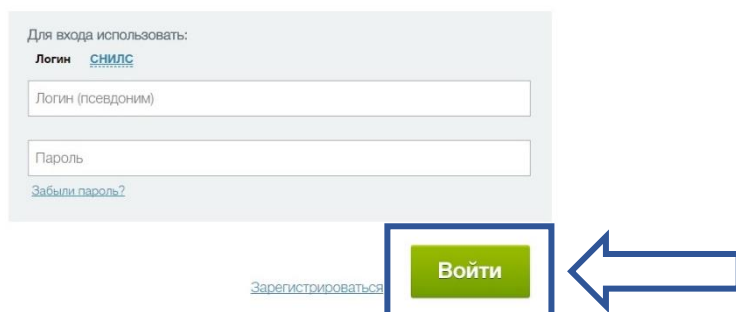 Для входа использовать:
Логин СНИЛС
Логин (псевдоним)
Пароль
Забыли пароль?
Зарегистрироваться Войти